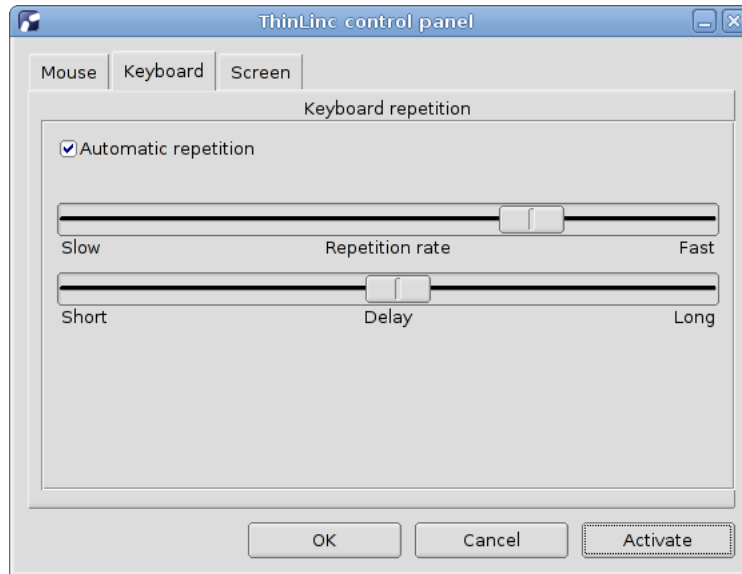 ThinLinc control panel
Mouse Keyboard Screen
Keyboard repetition
Automatic repetition
Slow Repetition rate Fast
Short Delay Long
OK Cancel Activate